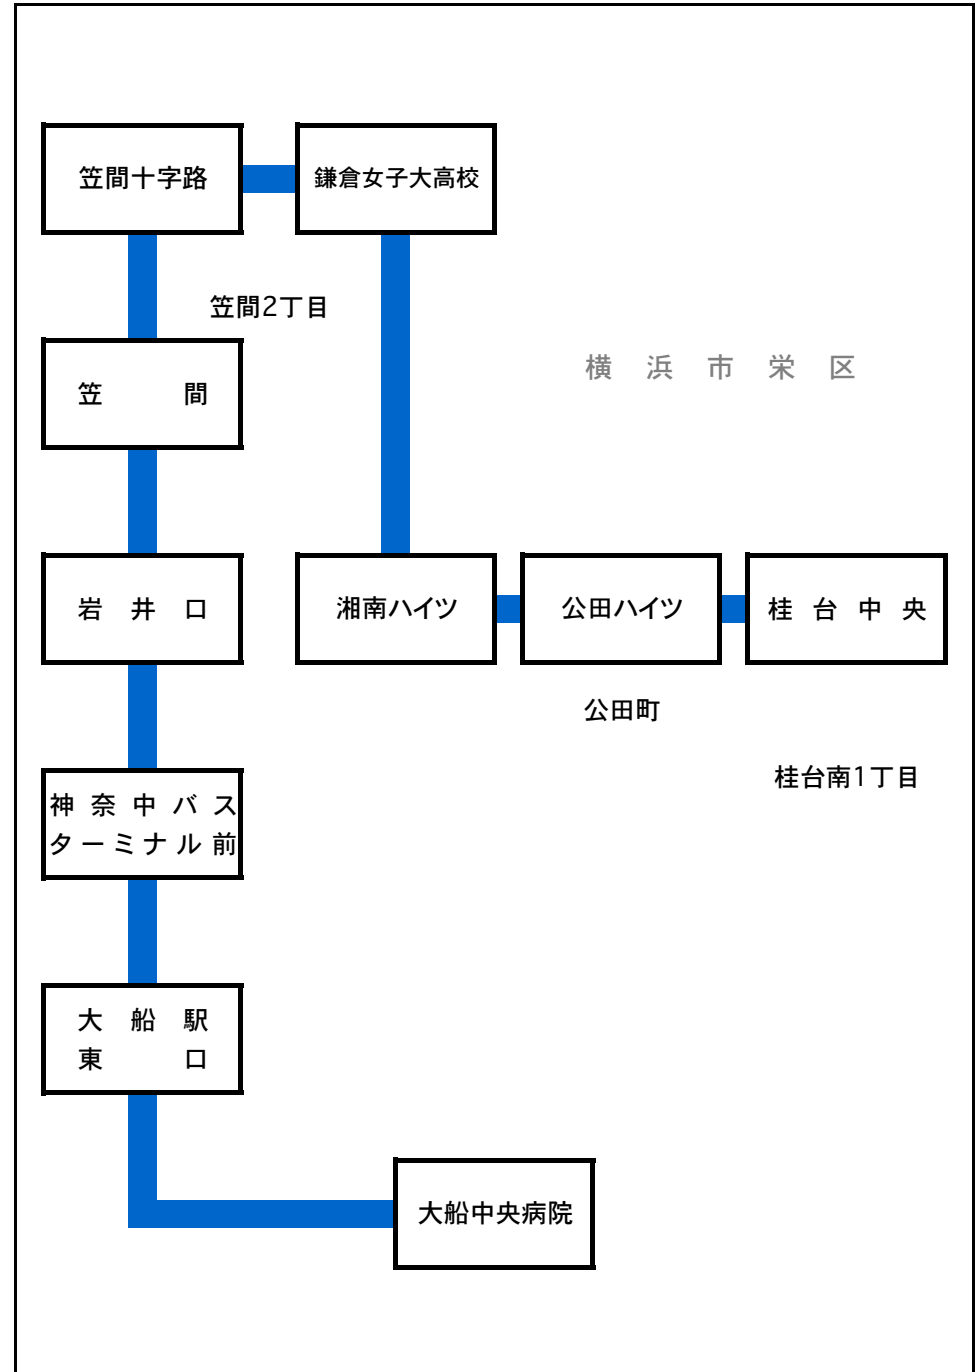 笠間十字路
鎌倉女子大高校
笠間2丁目
横浜市栄区
笠間
岩井口
湘南ハイツ
公田ハイツ
桂台中央
公田町
桂台南1丁目
神奈中バス
ターミナル前
大船駅
東口
大船中央病院